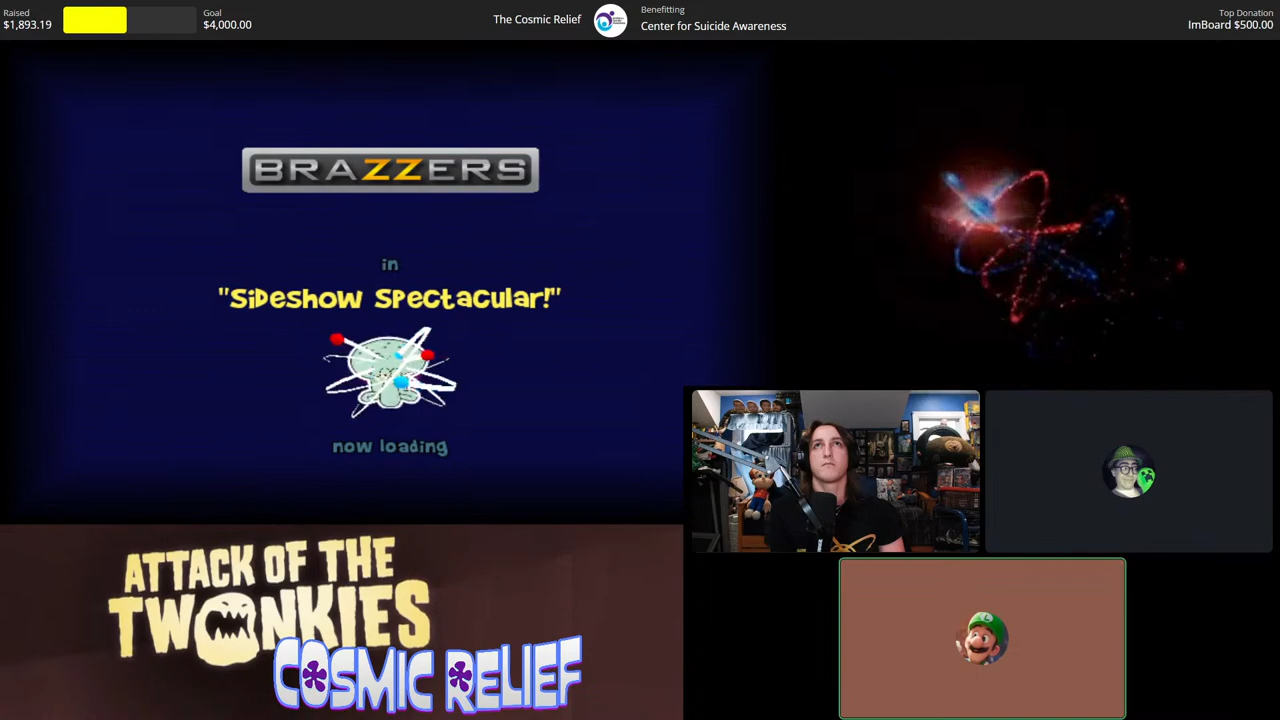 Raised
$1,893.19
Goal
$4,000.00
The Cosmic Relief
Benefitting
Center for Suicide Awareness
Top Donation
ImBoard $500.00
BRAZZERS
in
"Sideshow Spectacular!"
now loading
ATTACK OF THE
TWONKIES
COSMIC RELIEF